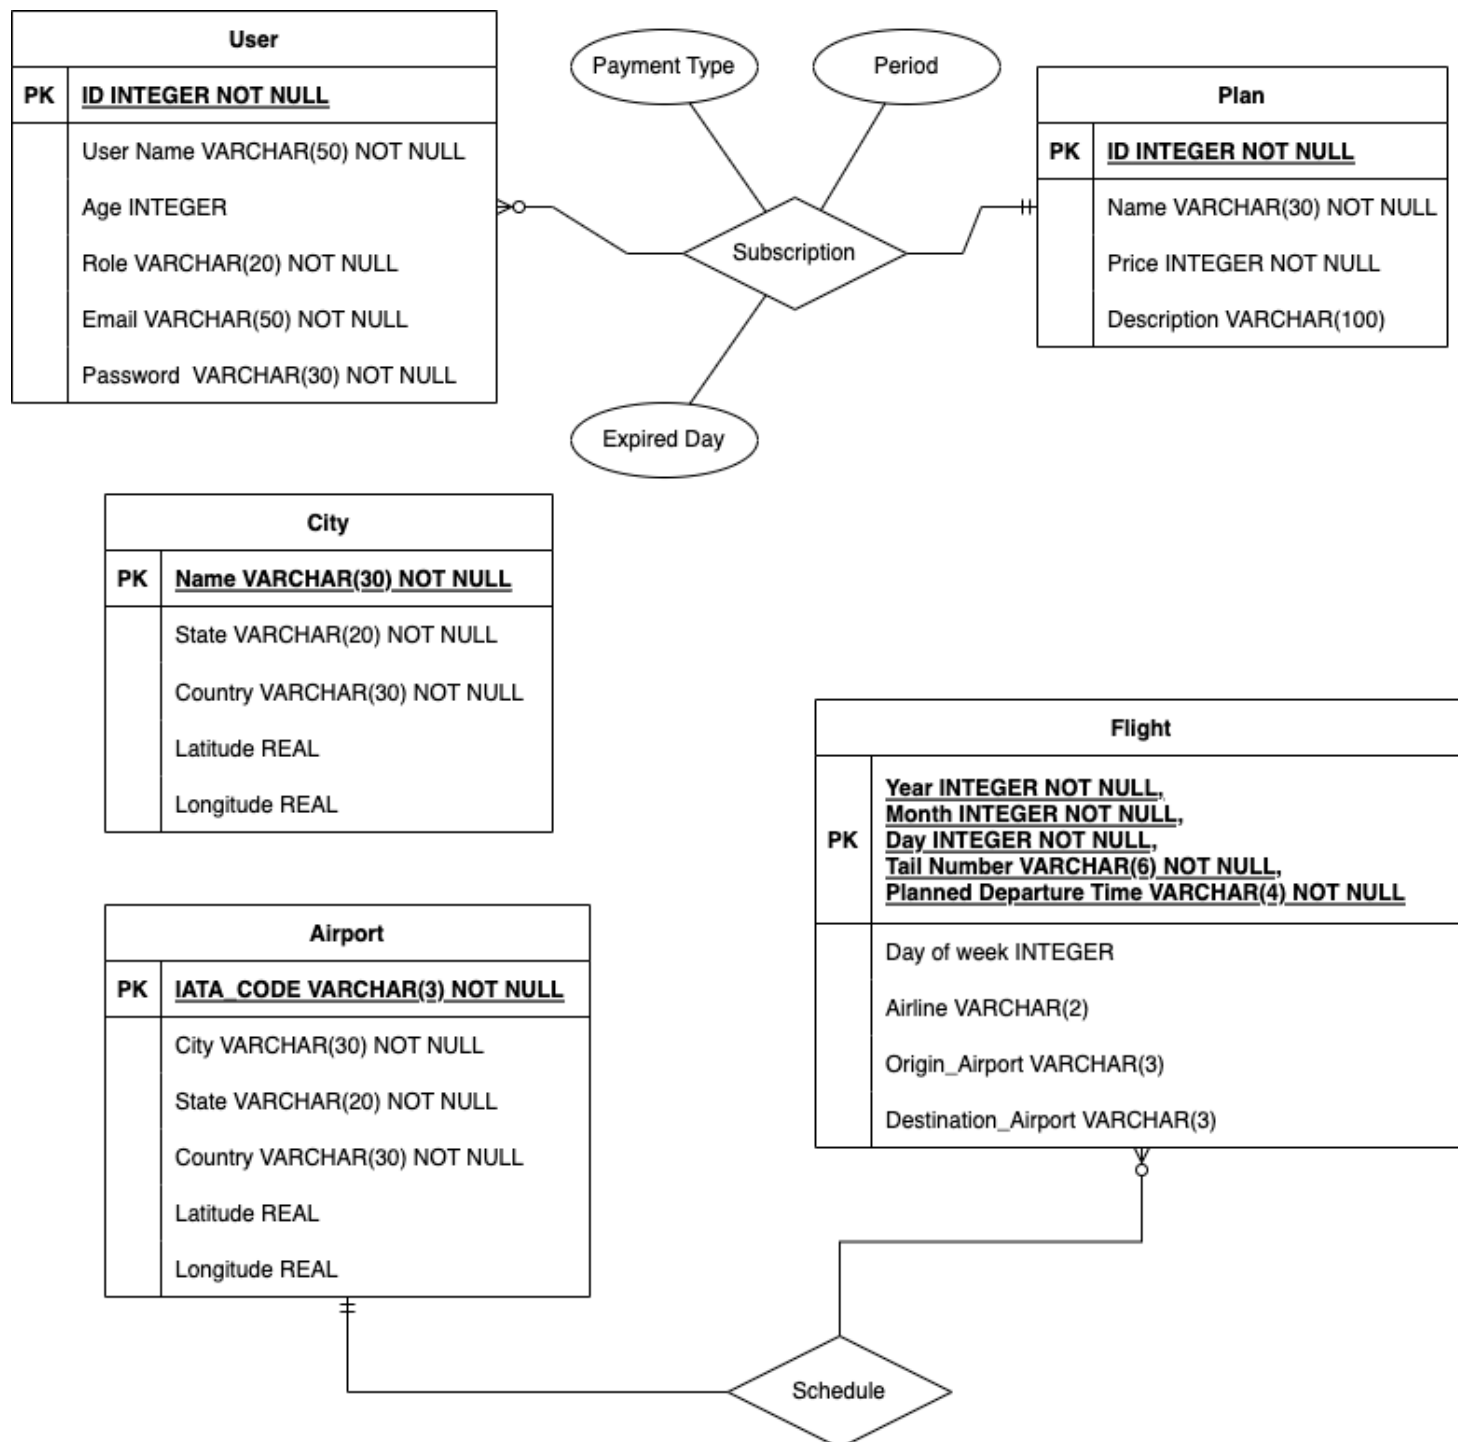 User
PK ID INTEGER NOT NULL
User Name VARCHAR(50) NOT NULL
Age INTEGER
Role VARCHAR(20) NOT NULL
Email VARCHAR(50) NOT NULL
Password VARCHAR(30) NOT NULL
Payment Type
Period
Subscription
Expired Day
Plan
PK ID INTEGER NOT NULL
Name VARCHAR(30) NOT NULL
Price INTEGER NOT NULL
Description VARCHAR(100)
City
PK Name VARCHAR(30) NOT NULL
State VARCHAR(20) NOT NULL
Country VARCHAR(30) NOT NULL
Latitude REAL
Longitude REAL
Flight
PK
Year INTEGER NOT NULL,
Month INTEGER NOT NULL,
Day INTEGER NOT NULL,
Tail Number VARCHAR(6) NOT NULL,
Planned Departure Time VARCHAR(4) NOT NULL
Day of week INTEGER
Airline VARCHAR(2)
Origin_Airport VARCHAR(3)
Destination_Airport VARCHAR(3)
Airport
PK IATA_CODE VARCHAR(3) NOT NULL
City VARCHAR(30) NOT NULL
State VARCHAR(20) NOT NULL
Country VARCHAR(30) NOT NULL
Latitude REAL
Longitude REAL
Schedule